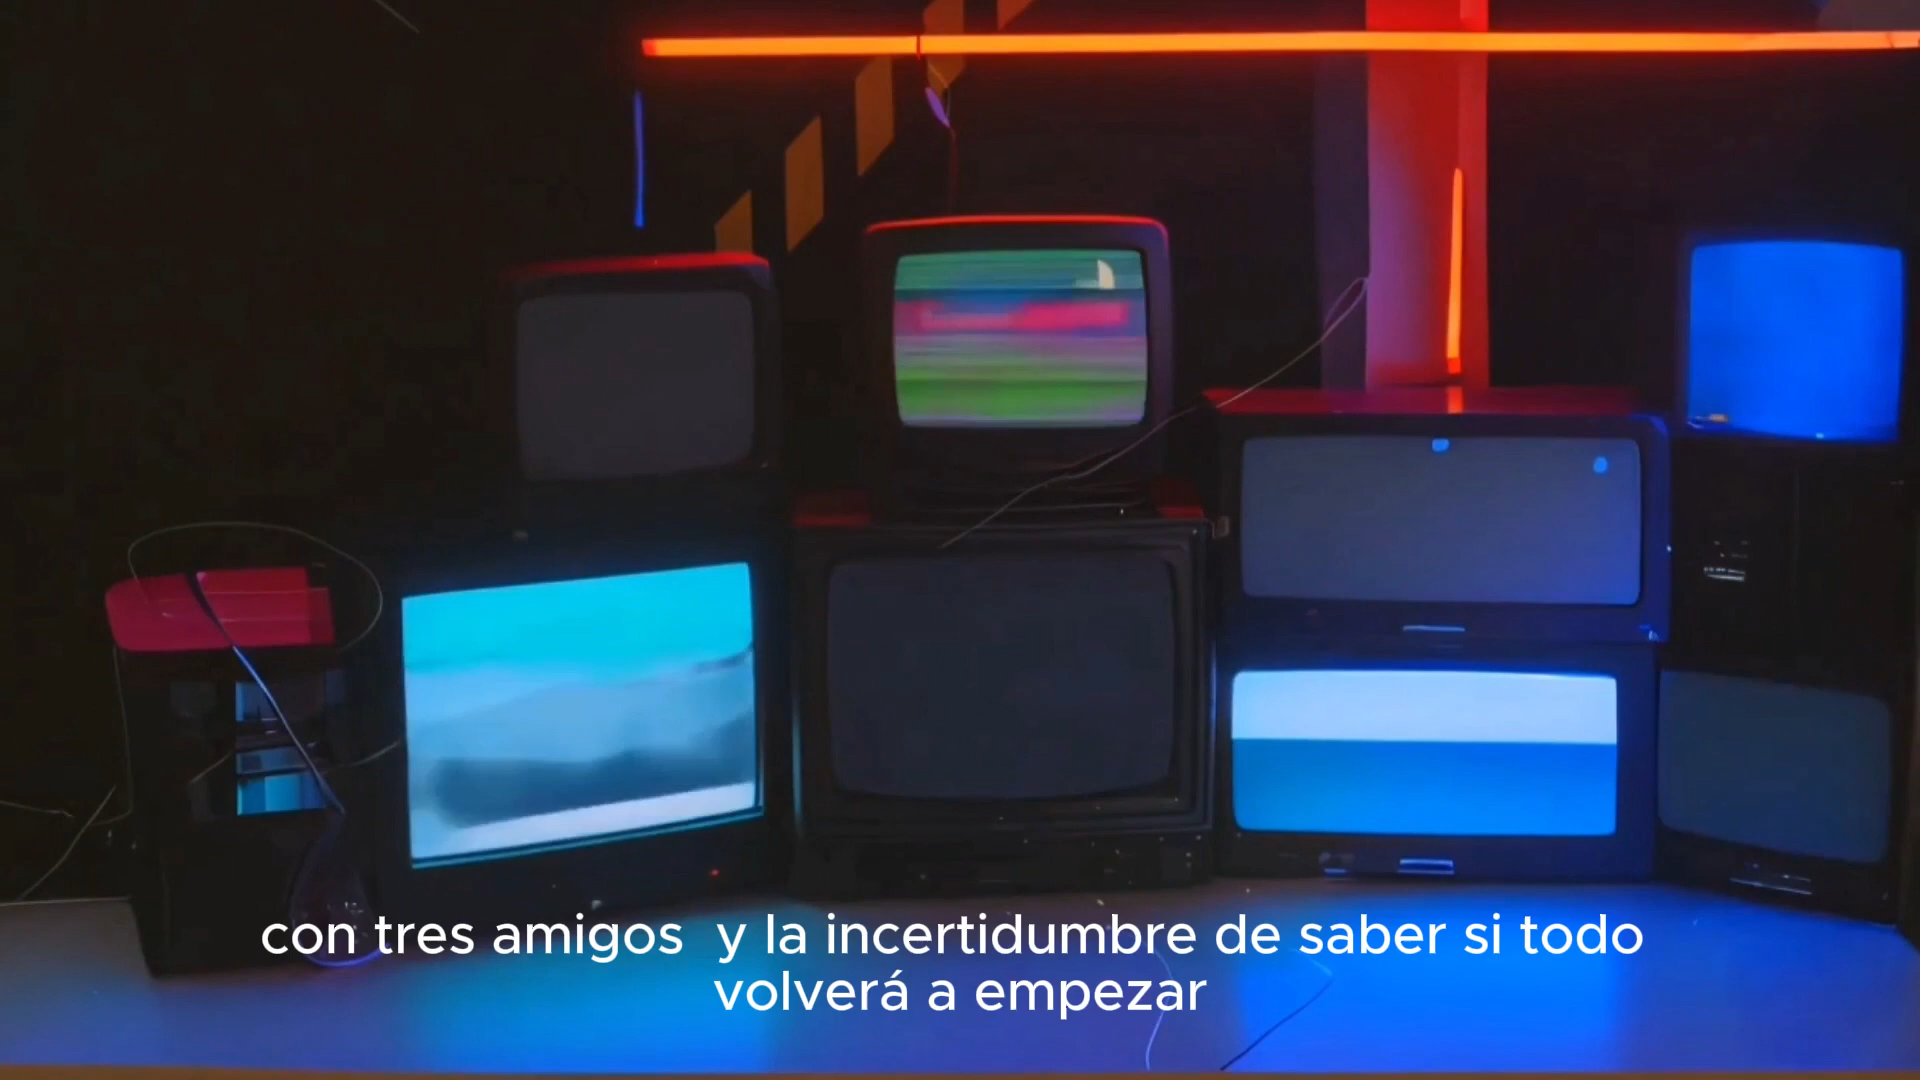 con tres amigos  y la incertidumbre de saber si todo
volverá a empezar